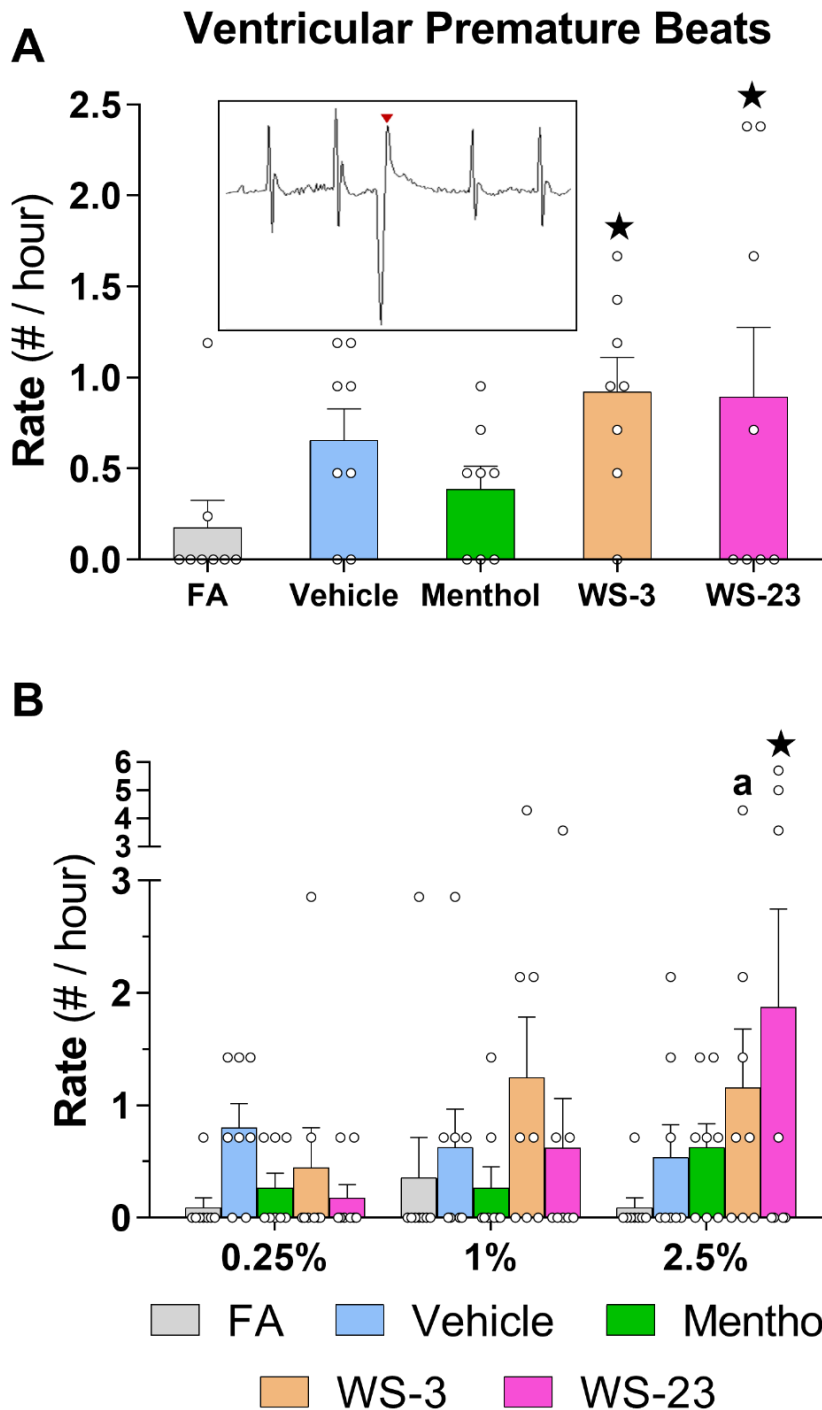 A
Ventricular Premature Beats
Rate (# / hour)
2.5
2.0
1.5
1.0
0.5
0.0
FA Vehicle Menthol WS-3 WS-23
B
Rate (# / hour)
6
5
4
3
3
2
1
0
a
0.25% 1% 2.5%
FA Vehicle Mentho
WS-3 WS-23